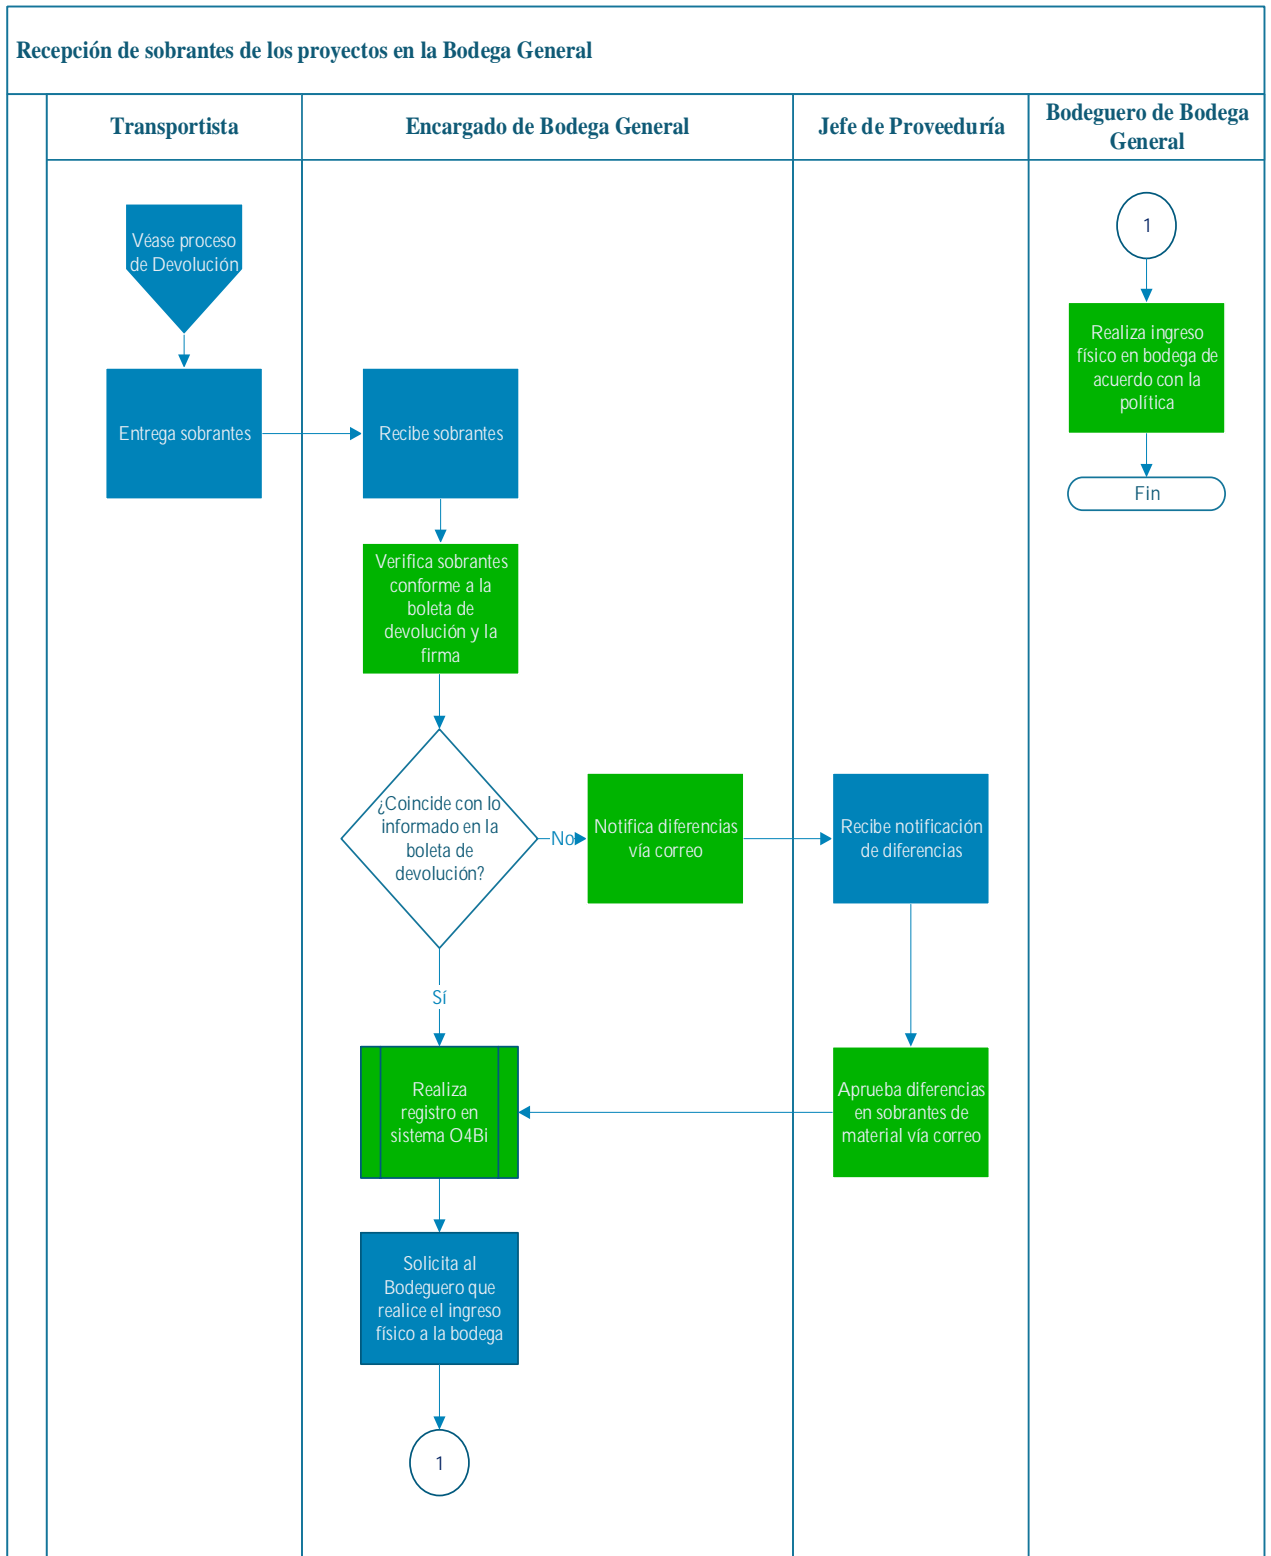 Recepción de sobrantes de los proyectos en la Bodega General
Transportista
Encargado de Bodega General
Jefe de Proveeduría
Bodeguero de Bodega
General
Véase proceso
de Devolución
Entrega sobrantes
Recibe sobrantes
Verifica sobrantes
conforme a la
boleta de
devolución y la
firma
¿Coincide con lo
informado en la
boleta de
devolución?
No
Notifica diferencias
vía correo
Recibe notificación
de diferencias
Sí
Aprueba diferencias
en sobrantes de
material vía correo
Realiza
registro en
sistema O4Bi
Solicita al
Bodeguero que
realice el ingreso
físico a la bodega
1
1
Realiza ingreso
físico en bodega de
acuerdo con la
política
Fin